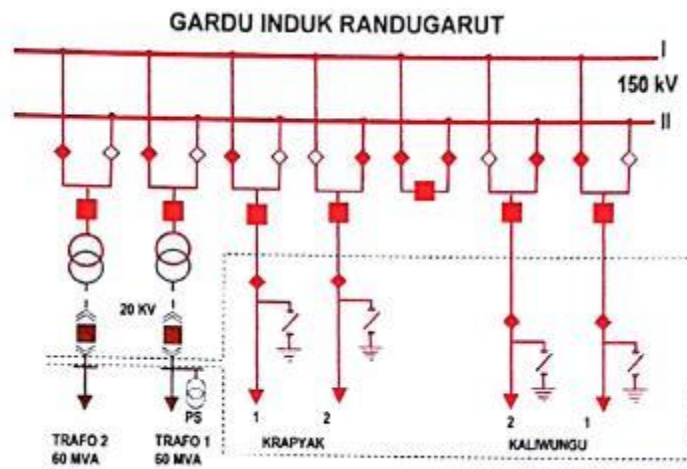 GARDU INDUK RANDUGARUT
I
150 kV
II
20 KV
PS
1
2
2
1
TRAFO 2
60 MVA
TRAFO 1
60 MVA
KRAPYAK
KALIWUNGU